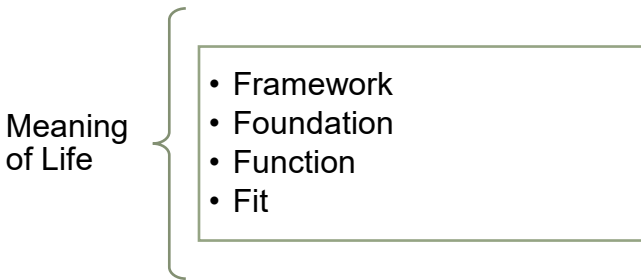 Meaning
of Life
• Framework
• Foundation
• Function
• Fit